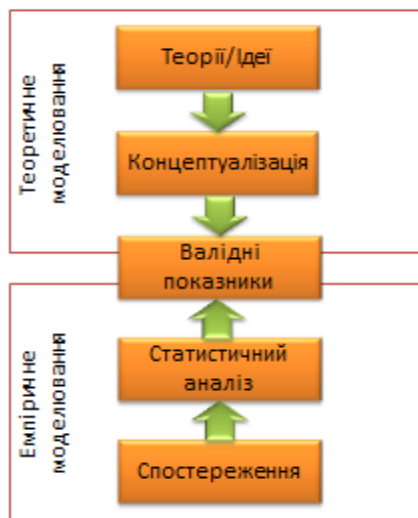 Теоретичне
моделювання
Теорії/Ідеї
Концептуалізація
Валідні
показники
Емпіричне
моделювання
Статистичний
аналіз
Спостереження